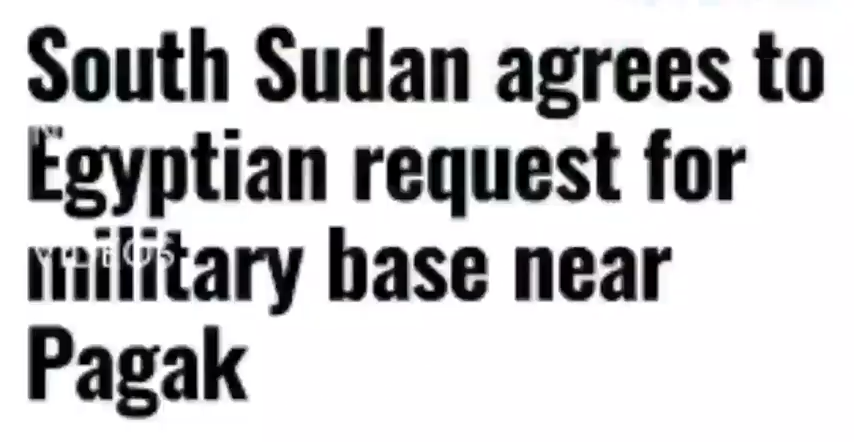 South Sudan agrees to
Egyptian request for
military base near
Pagak